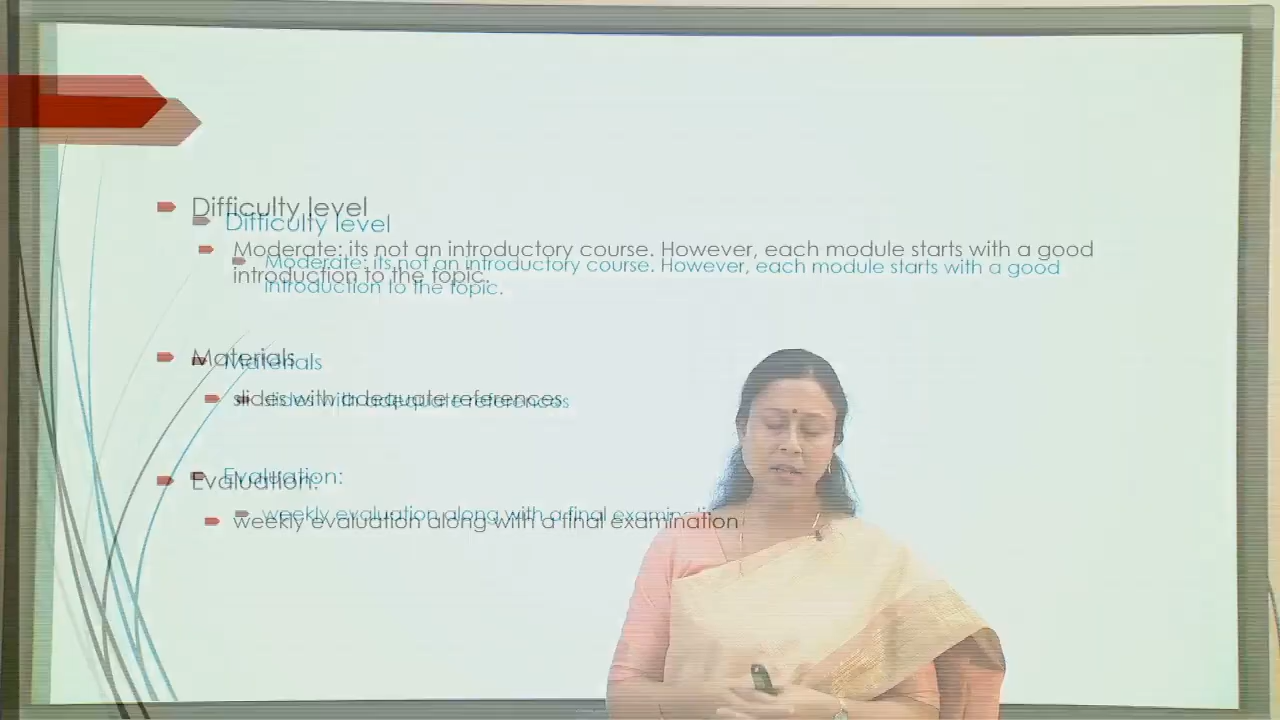 Difficulty level
Moderate: its not an introductory course. However, each module starts with a good
introduction to the topic.
Materials
slides with adequate references
Evaluation:
weekly evaluation along with a final examination